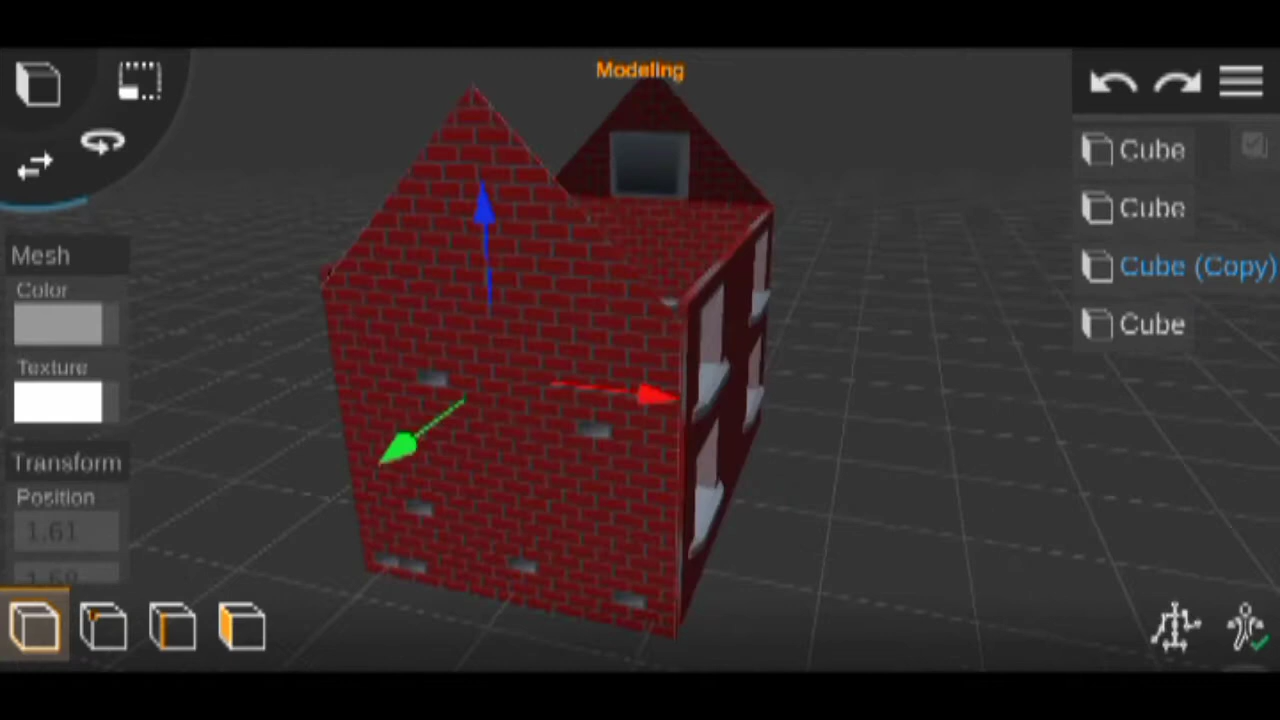 Modeling
Cube
Cube
Cube (Copy)
Cube
Mesh
Color
Texture
Transform
Position
1.61